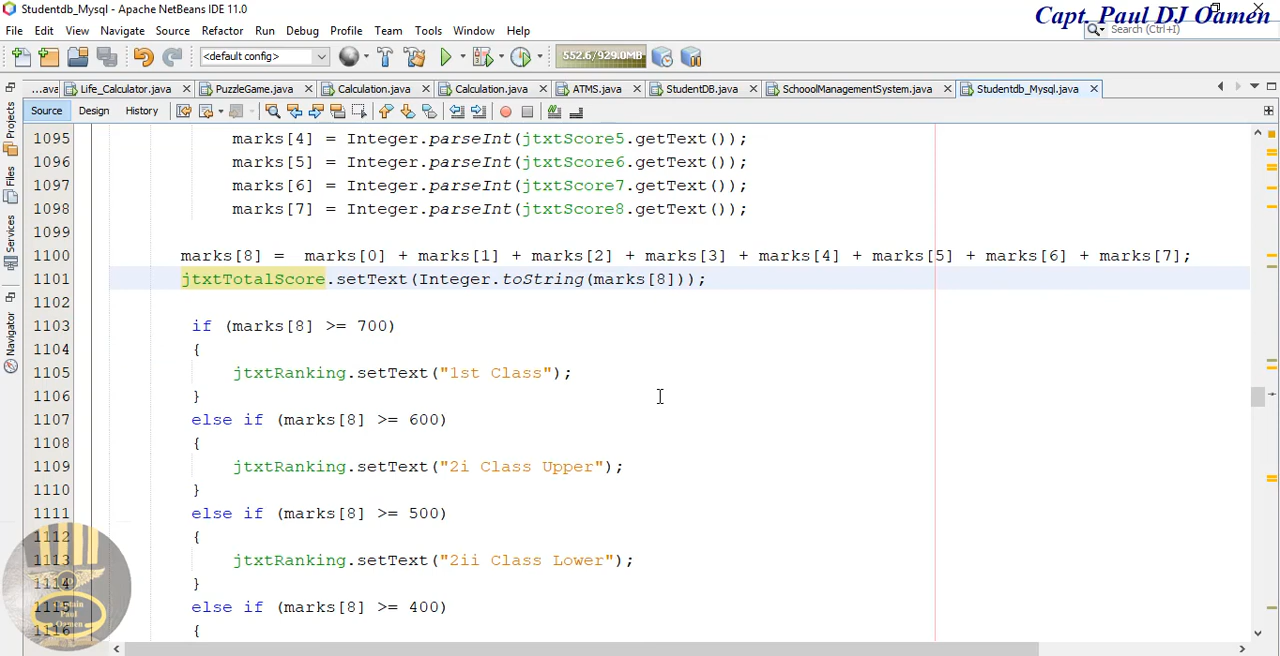 Studentdb_Mysql - Apache NetBeans IDE 11.0
Capt. Paul DJ Oamen
File Edit View Navigate Source Refactor Run Debug Profile Team Tools Window Help
Search (Ctrl+I)
<default config>
552.6/929.0MB
...ava Life_Calculator.java PuzzleGame.java Calculation.java Calculation.java ATMS.java StudentDB.java SchooolManagementSystem.java Studentdb_Mysql.java
Source Design History
Projects
Files
Services
Navigator
1095 marks[4] = Integer.parseInt(jtxtScore5.getText());
1096 marks[5] = Integer.parseInt(jtxtScore6.getText());
1097 marks[6] = Integer.parseInt(jtxtScore7.getText());
1098 marks[7] = Integer.parseInt(jtxtScore8.getText());
1099
1100 marks[8] = marks[0] + marks[1] + marks[2] + marks[3] + marks[4] + marks[5] + marks[6] + marks[7];
1101 jtxtTotalScore.setText(Integer.toString(marks[8]));
1102
1103 if (marks[8] >= 700)
1104 {
1105 jtxtRanking.setText("1st Class");
1106 }
1107 else if (marks[8] >= 600)
1108 {
1109 jtxtRanking.setText("2i Class Upper");
1110 }
1111 else if (marks[8] >= 500)
1112 {
1113 jtxtRanking.setText("2ii Class Lower");
1114 }
1115 else if (marks[8] >= 400)
1116 {
Captain
Paul
Oamen